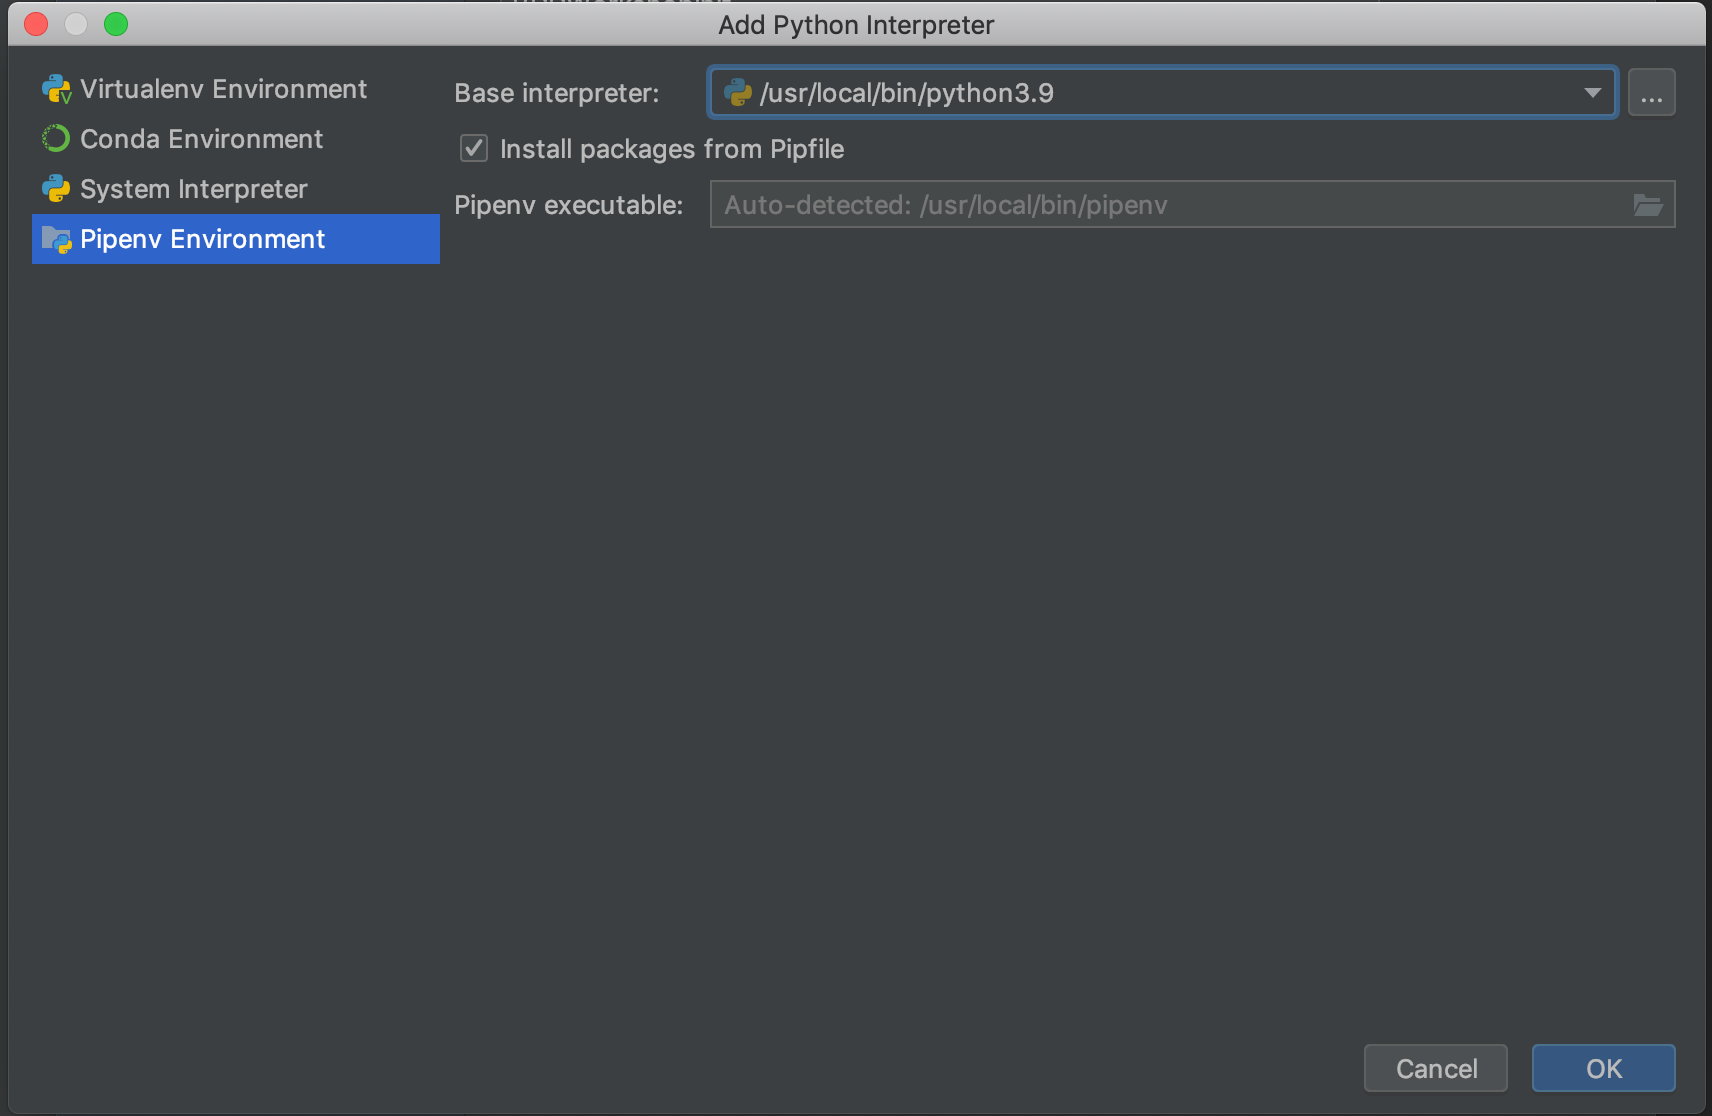 Add Python Interpreter
Virtualenv Environment
Conda Environment
System Interpreter
Pipenv Environment
Base interpreter: /usr/local/bin/python3.9 ...
Install packages from Pipfile
Pipenv executable: Auto-detected: /usr/local/bin/pipenv
Cancel OK